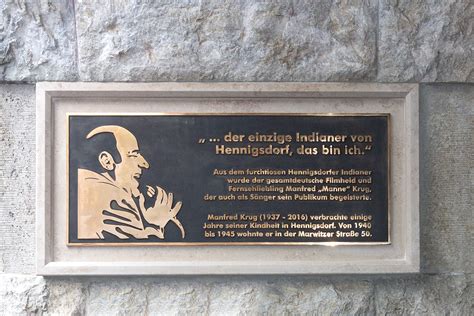 „ ... der einzige Indianer von
Hennigsdorf, das bin ich.“
Aus dem furchtlosen Hennigsdorfer Indianer
wurde der gesamtdeutsche Filmheld und
Fernsehliebling Manfred „Manne“ Krug,
der auch als Sänger sein Publikum begeisterte.
Manfred Krug (1937 - 2016) verbrachte einige
Jahre seiner Kindheit in Hennigsdorf. Von 1940
bis 1945 wohnte er in der Marwitzer Straße 50.